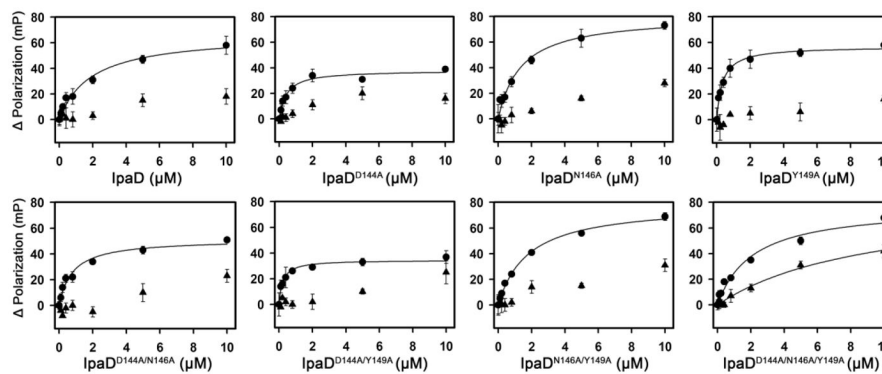 Δ Polarization (mP)
80
60
40
20
0
0 2 4 6 8 10
IpaD (μM)
80
60
40
20
0
0 2 4 6 8 10
IpaD^D144A (μM)
80
60
40
20
0
0 2 4 6 8 10
IpaD^N146A (μM)
80
60
40
20
0
0 2 4 6 8 10
IpaD^Y149A (μM)
Δ Polarization (mP)
80
60
40
20
0
0 2 4 6 8 10
IpaD^D144A/N146A (μM)
80
60
40
20
0
0 2 4 6 8 10
IpaD^D144A/Y149A (μM)
80
60
40
20
0
0 2 4 6 8 10
IpaD^N146A/Y149A (μM)
80
60
40
20
0
0 2 4 6 8 10
IpaD^D144A/N146A/Y149A (μM)